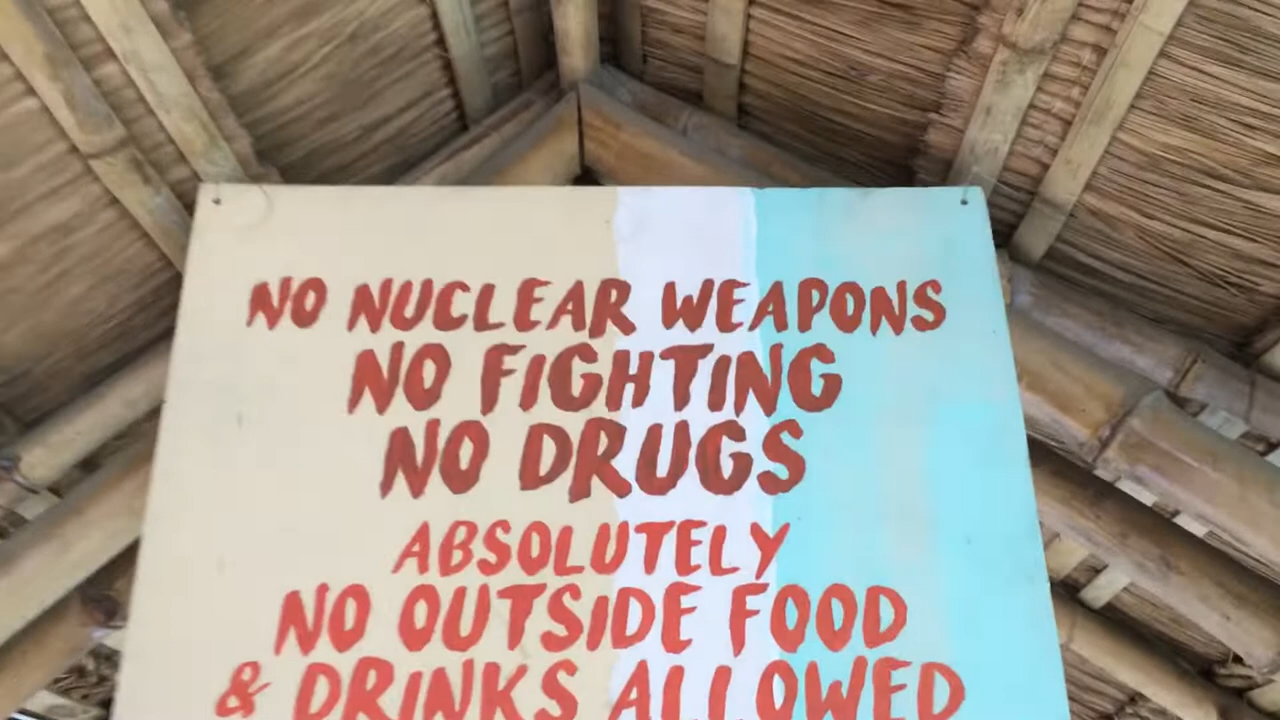 NO NUCLEAR WEAPONS
NO FIGHTING
NO DRUGS
ABSOLUTELY
NO OUTSIDE FOOD
& DRINKS ALLOWED